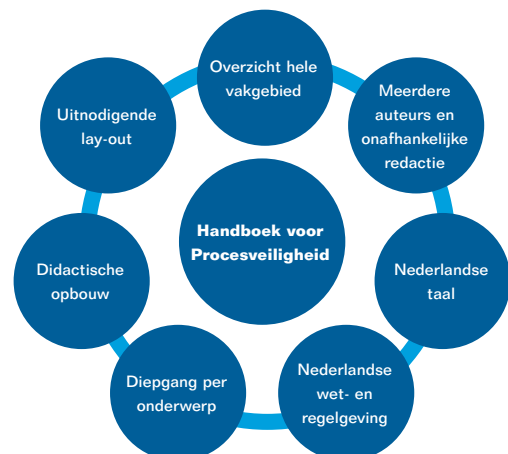 Overzicht hele
vakgebied
Meerdere
auteurs en
onafhankelijke
redactie
Nederlandse
taal
Nederlandse
wet- en
regelgeving
Diepgang per
onderwerp
Didactische
opbouw
Uitnodigende
lay-out
Handboek voor
Procesveiligheid